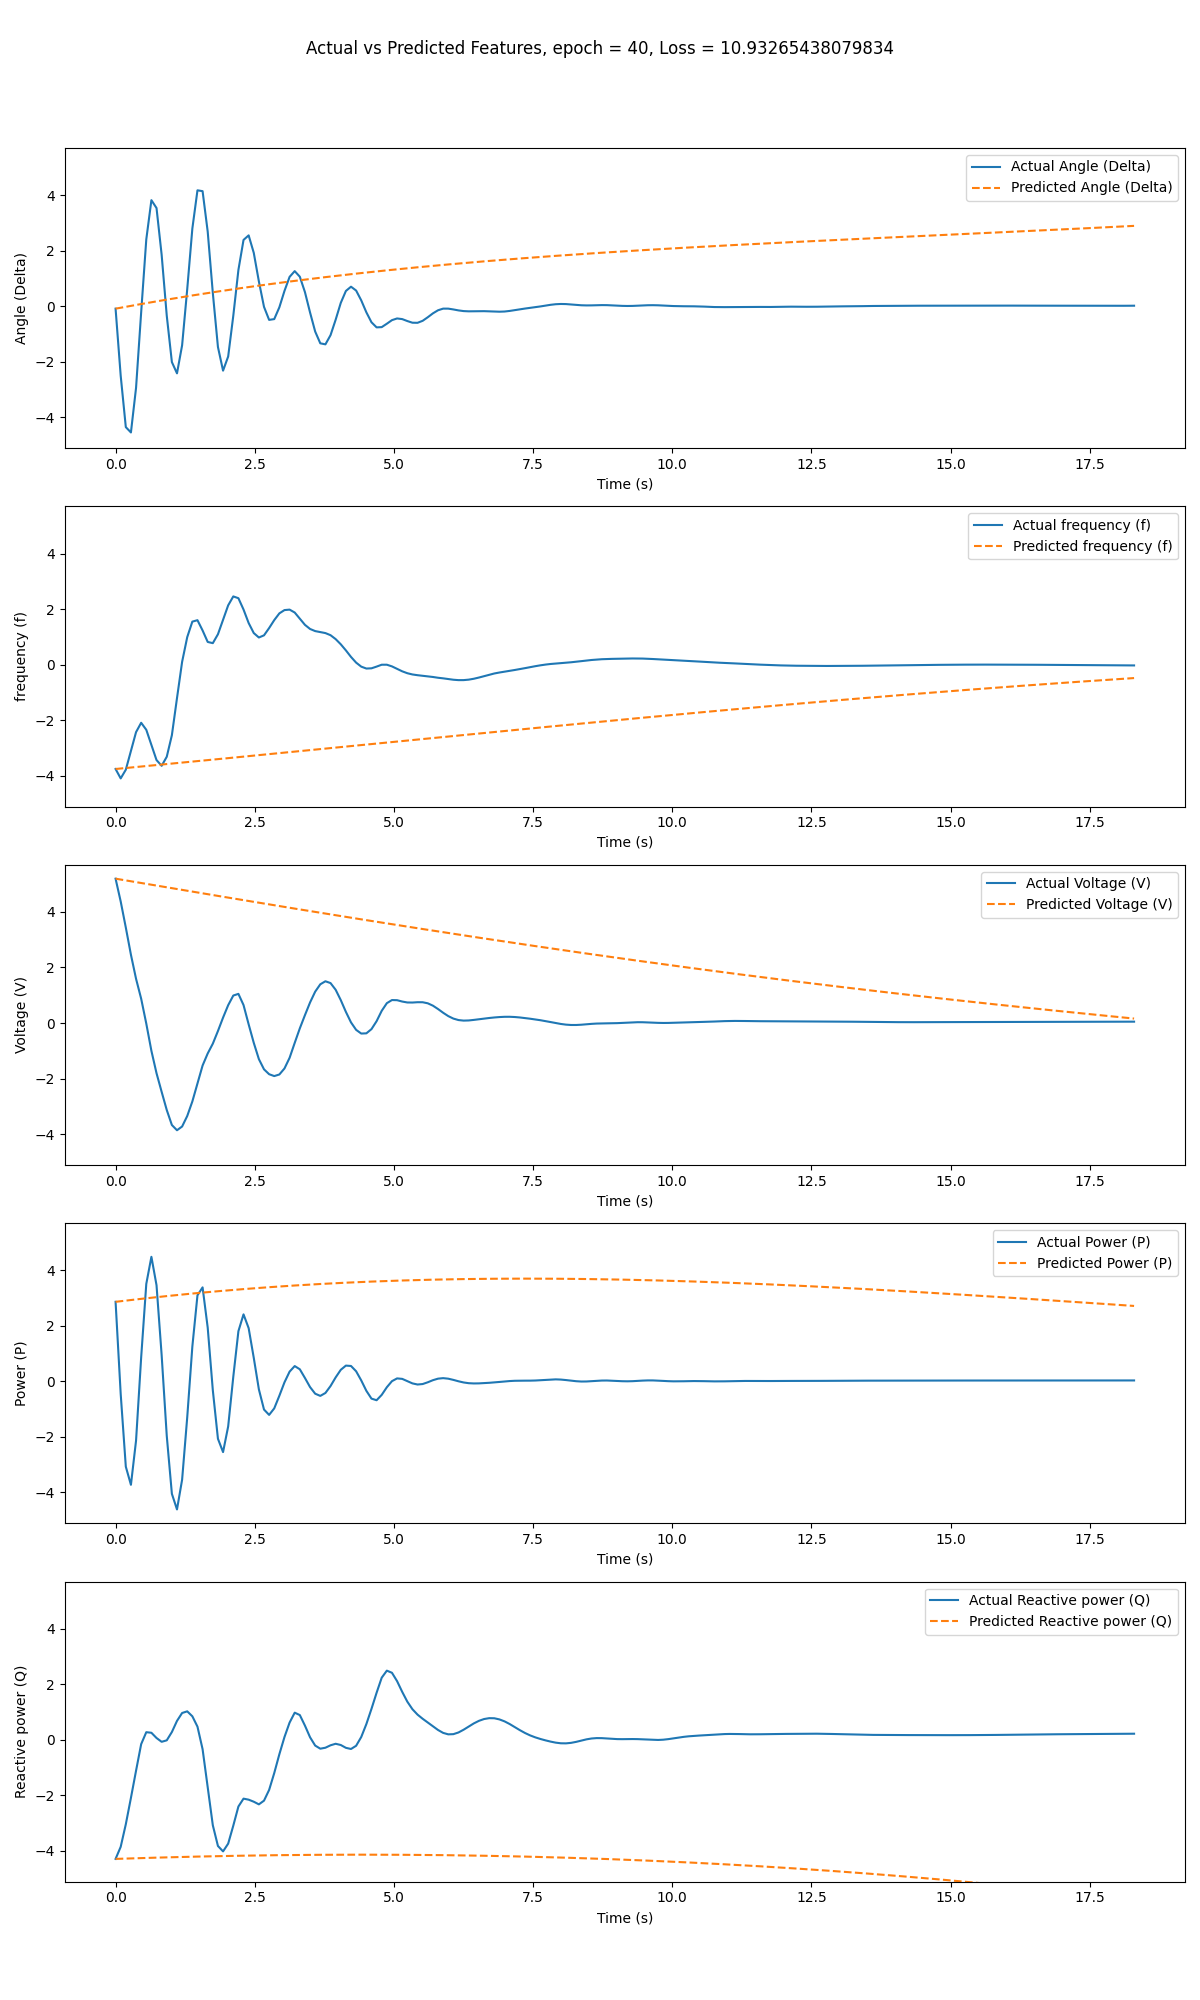 Actual vs Predicted Features, epoch = 40, Loss = 10.93265438079834
Actual Angle (Delta)
Predicted Angle (Delta)
Angle (Delta)
4
2
0
−2
−4
0.0 2.5 5.0 7.5 10.0 12.5 15.0 17.5
Time (s)
Actual frequency (f)
Predicted frequency (f)
frequency (f)
4
2
0
−2
−4
0.0 2.5 5.0 7.5 10.0 12.5 15.0 17.5
Time (s)
Actual Voltage (V)
Predicted Voltage (V)
Voltage (V)
4
2
0
−2
−4
0.0 2.5 5.0 7.5 10.0 12.5 15.0 17.5
Time (s)
Actual Power (P)
Predicted Power (P)
Power (P)
4
2
0
−2
−4
0.0 2.5 5.0 7.5 10.0 12.5 15.0 17.5
Time (s)
Actual Reactive power (Q)
Predicted Reactive power (Q)
Reactive power (Q)
4
2
0
−2
−4
0.0 2.5 5.0 7.5 10.0 12.5 15.0 17.5
Time (s)